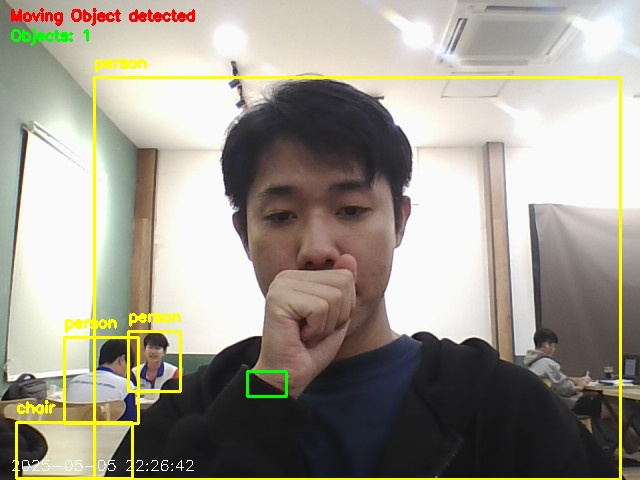 Moving Object detected
Objects: 1
person
person
person
chair
2025-05-05 22:26:42